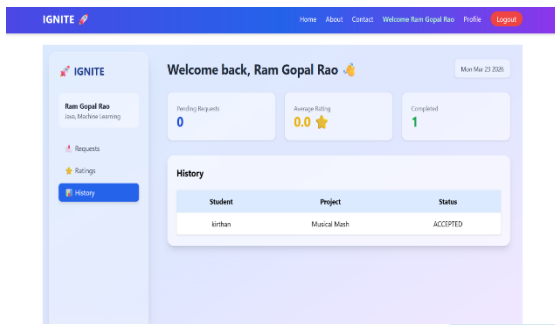 IGNITE 🚀
Home About Contact Welcome Ram Gopal Rao Profile Logout
🚀 IGNITE
Ram Gopal Rao
Java, Machine Learning
Requests
⭐ Ratings
📊 History
Welcome back, Ram Gopal Rao 👋
Mon Mar 23 2026
Pending Requests
0
Average Rating
0.0 ⭐
Completed
1
History
Student Project Status
kirthan Musical Mash ACCEPTED